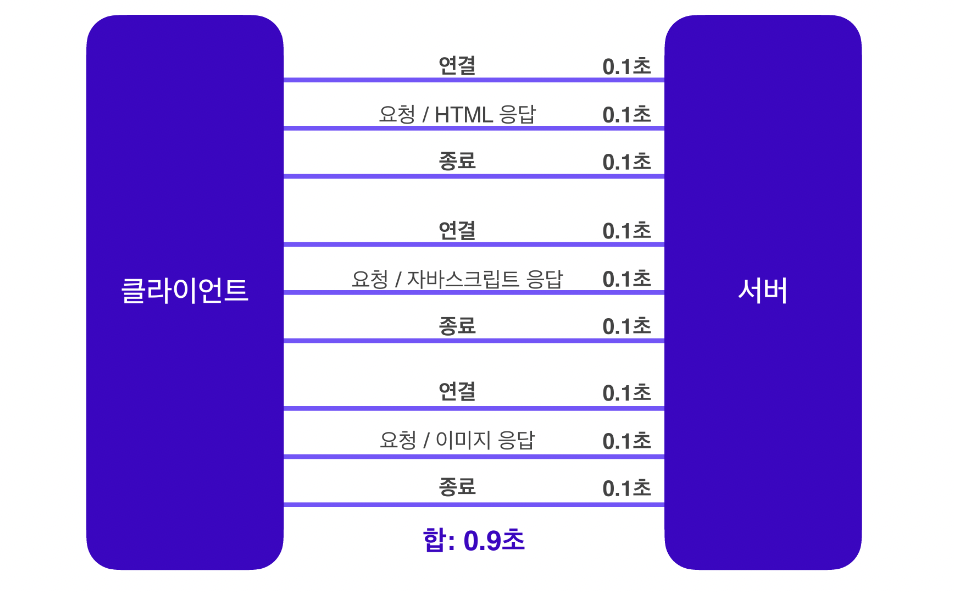 연결 0.1초
요청 / HTML 응답 0.1초
종료 0.1초
연결 0.1초
클라이언트
요청 / 자바스크립트 응답 0.1초
서버
종료 0.1초
연결 0.1초
요청 / 이미지 응답 0.1초
종료 0.1초
합: 0.9초